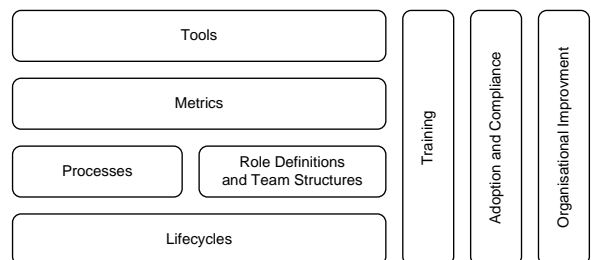 Tools
Metrics
Processes
Role Definitions
and Team Structures
Lifecycles
Training
Adoption and Compliance
Organisational Improvment